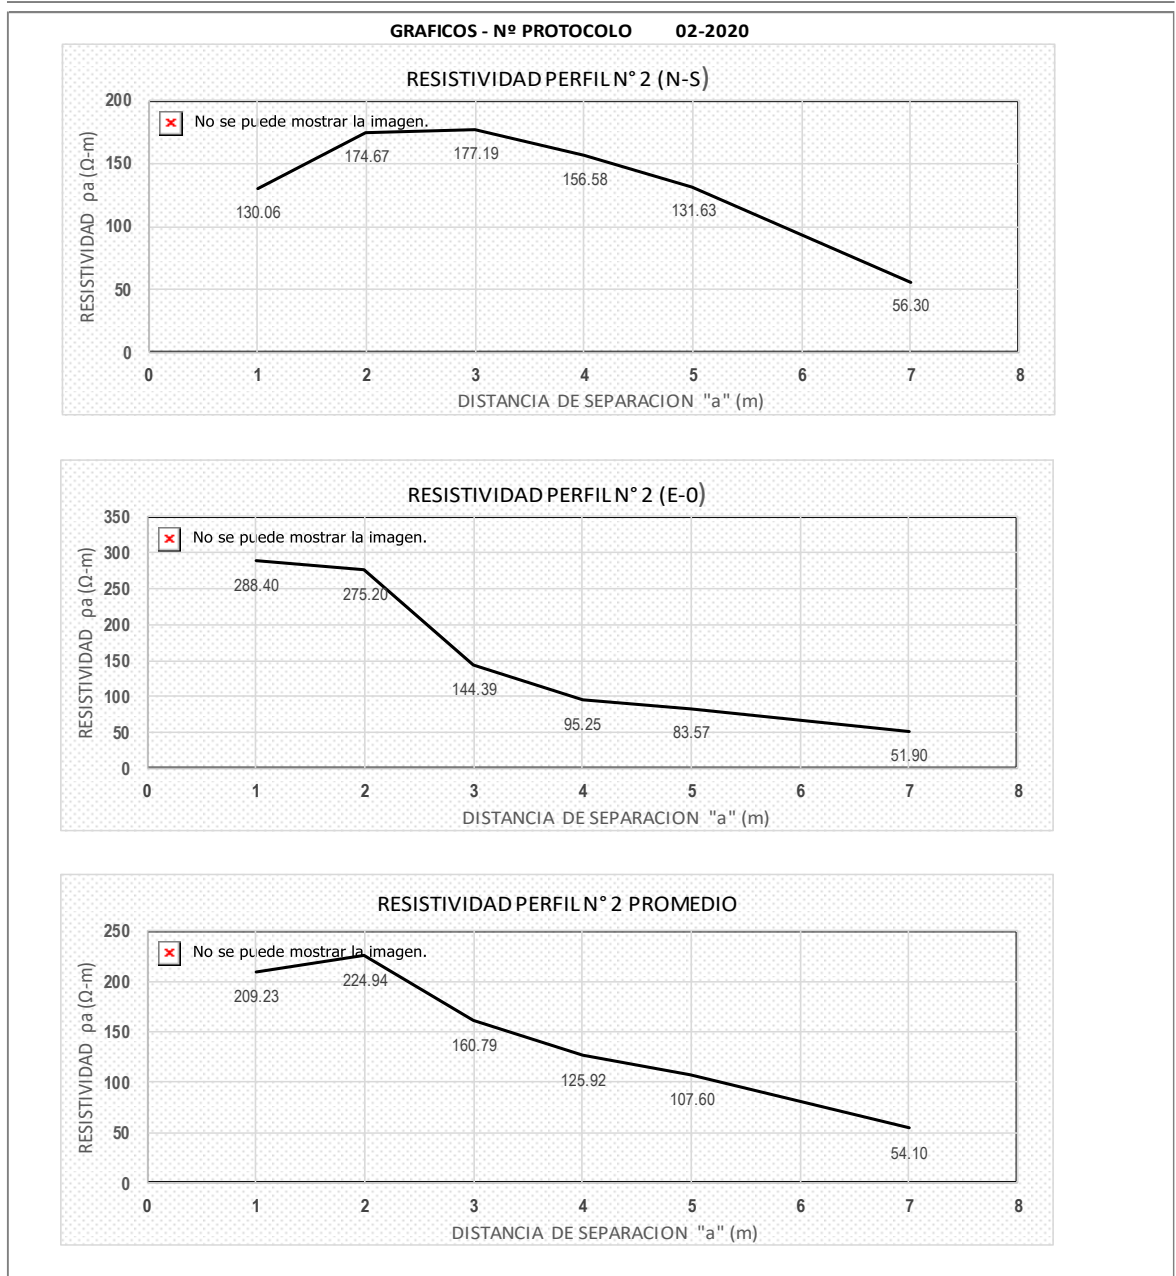 GRAFICOS - Nº PROTOCOLO 02-2020
RESISTIVIDAD PERFIL N° 2 (N-S)
No se puede mostrar la imagen.
RESISTIVIDAD ρa (Ω-m)
200
150
100
50
0
130.06
174.67
177.19
156.58
131.63
56.30
0 1 2 3 4 5 6 7 8
DISTANCIA DE SEPARACION "a" (m)
RESISTIVIDAD PERFIL N° 2 (E-0)
No se puede mostrar la imagen.
RESISTIVIDAD ρa (Ω-m)
350
300
250
200
150
100
50
0
288.40
275.20
144.39
95.25
83.57
51.90
0 1 2 3 4 5 6 7 8
DISTANCIA DE SEPARACION "a" (m)
RESISTIVIDAD PERFIL N° 2 PROMEDIO
No se puede mostrar la imagen.
RESISTIVIDAD ρa (Ω-m)
250
200
150
100
50
0
209.23
224.94
160.79
125.92
107.60
54.10
0 1 2 3 4 5 6 7 8
DISTANCIA DE SEPARACION "a" (m)